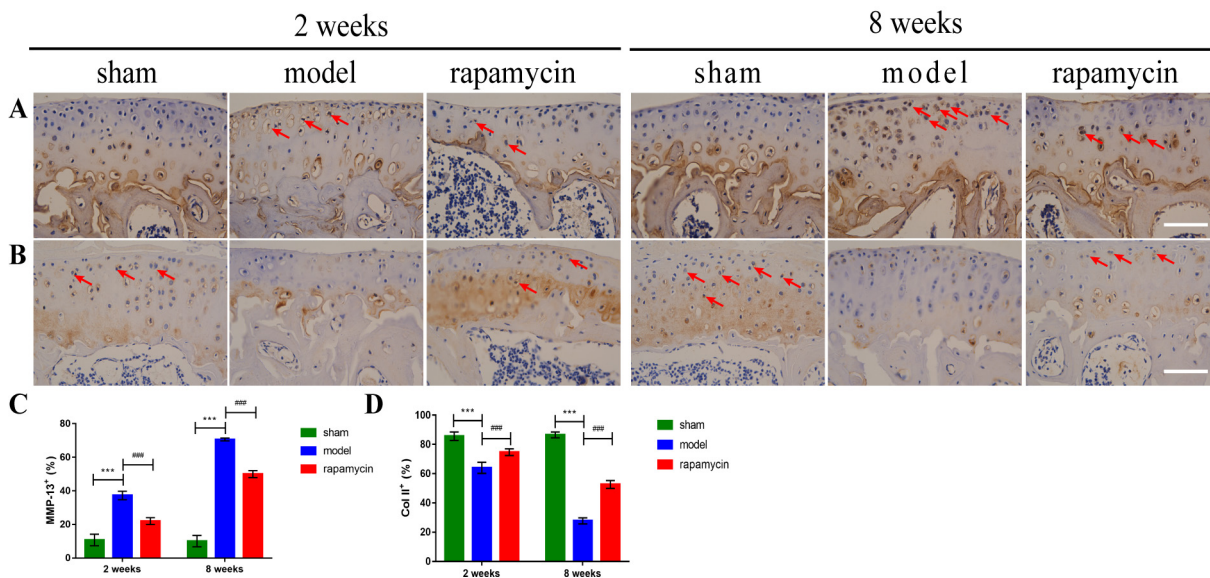 2 weeks
8 weeks
sham
model
rapamycin
sham
model
rapamycin
A
B
C
MMP-13⁺ (%)
80
60
40
20
0
***
###
***
###
2 weeks
8 weeks
sham
model
rapamycin
D
Col II⁺ (%)
100
80
60
40
20
0
***
###
***
###
2 weeks
8 weeks
sham
model
rapamycin